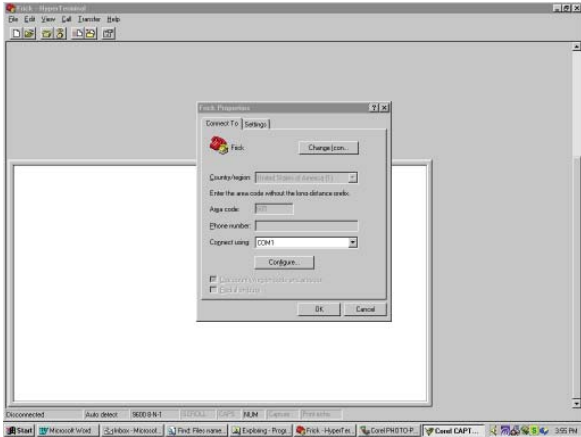 Frick - HyperTerminal
File Edit View Call Transfer Help
Frick Properties
Connect To Settings
Frick
Change Icon...
Country/region: United States of America (1)
Enter the area code without the long-distance prefix.
Area code:
Phone number:
Connect using: COM1
Configure...
OK Cancel
Disconnected Auto detect 9600 8-N-1 SCROLL CAPS NUM Capture Print echo
Start Microsoft Word Inbox - Microsof... Find: Files name... Exploring - Progr... Frick - HyperTer... Corel PHOTO-P... Corel CAPT... 3:55 PM